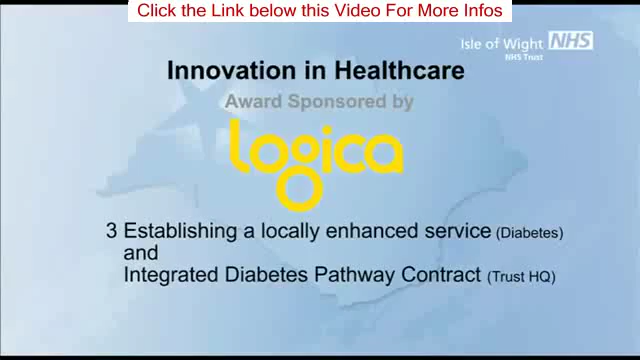 Click the Link below this Video For More Infos
Isle of Wight NHS
NHS Trust
Innovation in Healthcare
Award Sponsored by
logica
3 Establishing a locally enhanced service (Diabetes)
and
Integrated Diabetes Pathway Contract (Trust HQ)